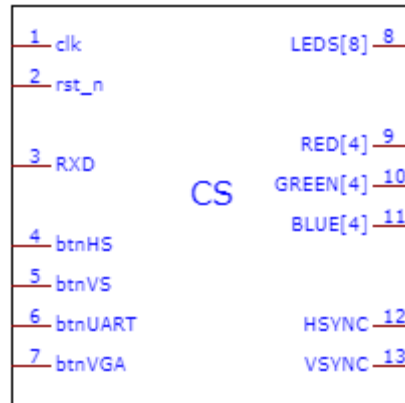 1 clk
LEDS[8] 8
2 rst_n
RED[4] 9
3 RXD
GREEN[4] 10
CS
BLUE[4] 11
4 btnHS
5 btnVS
6 btnUART
HSYNC 12
7 btnVGA
VSYNC 13